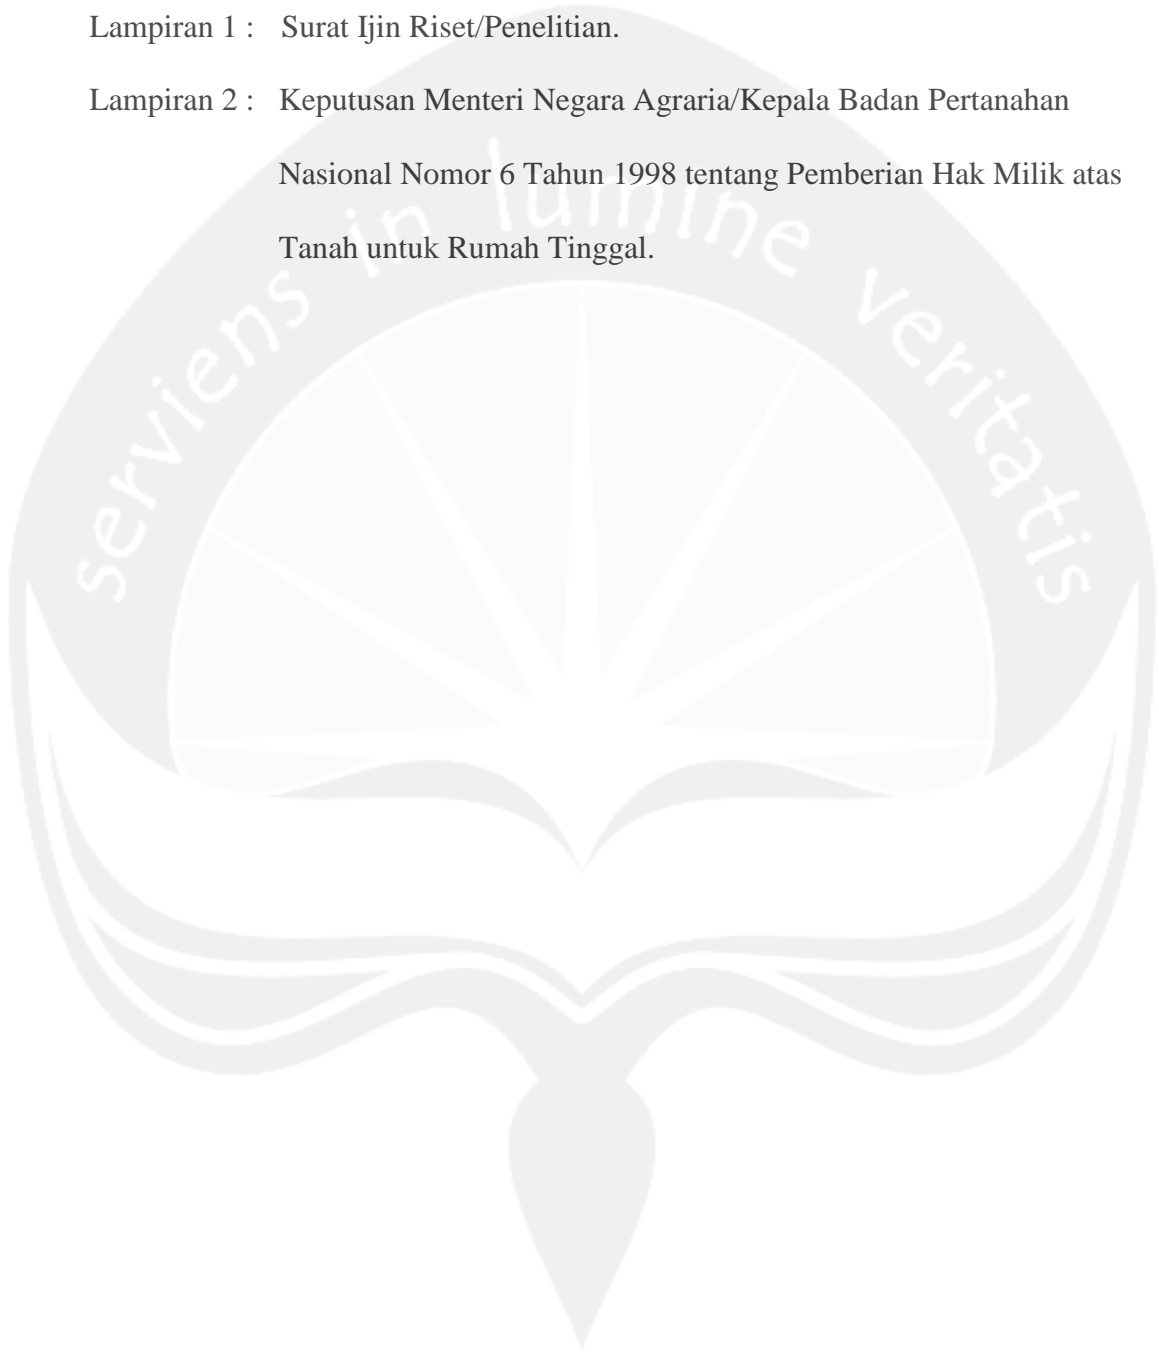 Lampiran 1 : Surat Ijin Riset/Penelitian.
Lampiran 2 : Keputusan Menteri Negara Agraria/Kepala Badan Pertanahan
Nasional Nomor 6 Tahun 1998 tentang Pemberian Hak Milik atas
Tanah untuk Rumah Tinggal.
serviens in lumine veritatis